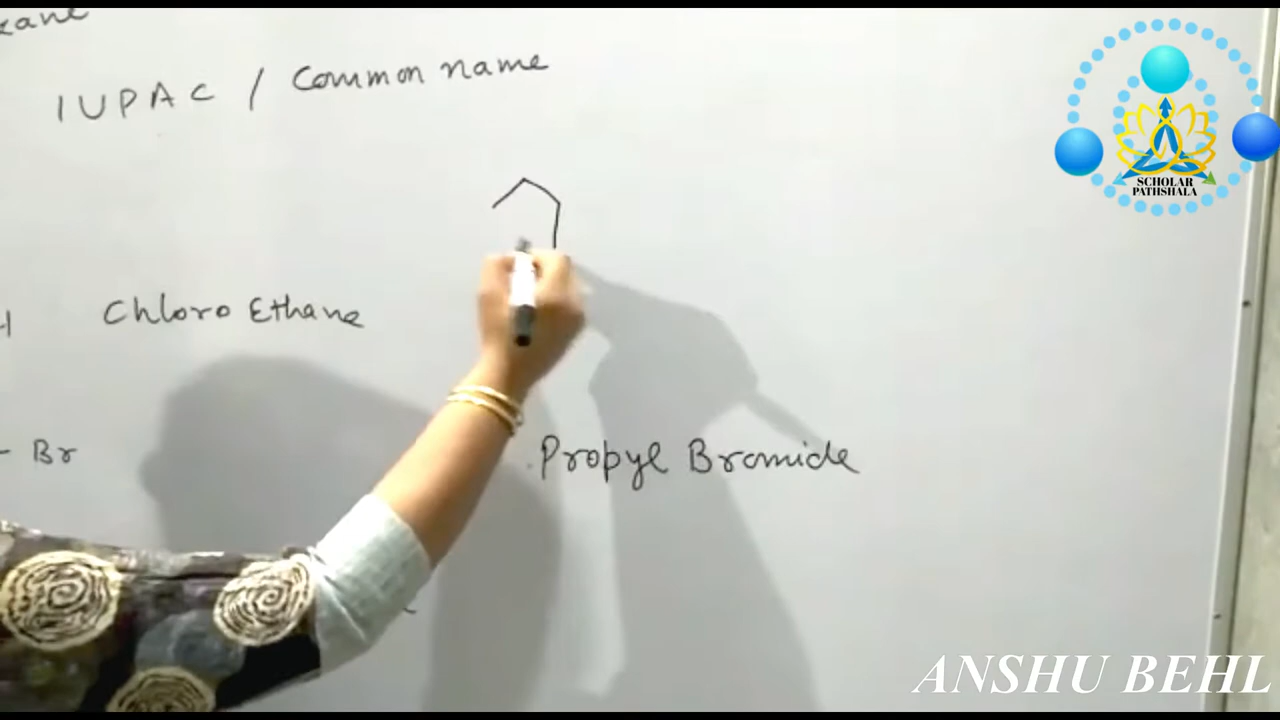 IUPAC / Common name
SCHOLAR
PATHSHALA
Chloro Ethane
Br
Propyl Bromide
ANSHU BEHL